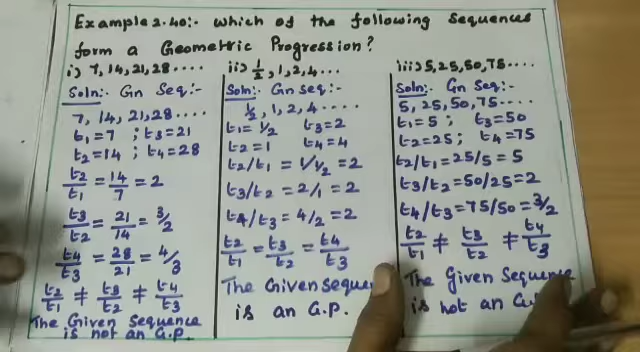 Example 2.40:- Which of the following Sequences
form a Geometric Progression?
i) 7, 14, 21, 28 ....
Soln:- Gn Seq:-
7, 14, 21, 28 ....
t₁=7 ; t₃=21
t₂=14 ; t₄=28
t₂/t₁ = 14/7 = 2
t₃/t₂ = 21/14 = 3/2
t₄/t₃ = 28/21 = 4/3
t₂/t₁ ≠ t₃/t₂ ≠ t₄/t₃
The Given Sequence
is not an G.P.
ii) 1/2, 1, 2, 4 ....
Soln:- Gn Seq:-
1/2, 1, 2, 4 ....
t₁=1/2 t₃=2
t₂=1 t₄=4
t₂/t₁ = 1/1/2 = 2
t₃/t₂ = 2/1 = 2
t₄/t₃ = 4/2 = 2
t₂/t₁ = t₃/t₂ = t₄/t₃
The Given
is an G.P.
iii) 5, 25, 50, 75 ....
Soln:- Gn Seq:-
5, 25, 50, 75 ....
t₁=5 ; t₃=50
t₂=25 ; t₄=75
t₂/t₁ = 25/5 = 5
t₃/t₂ = 50/25 = 2
t₄/t₃ = 75/50 = 3/2
t₂/t₁ ≠ t₃/t₂ ≠ t₄/t₃
The Given Sequence
is not an